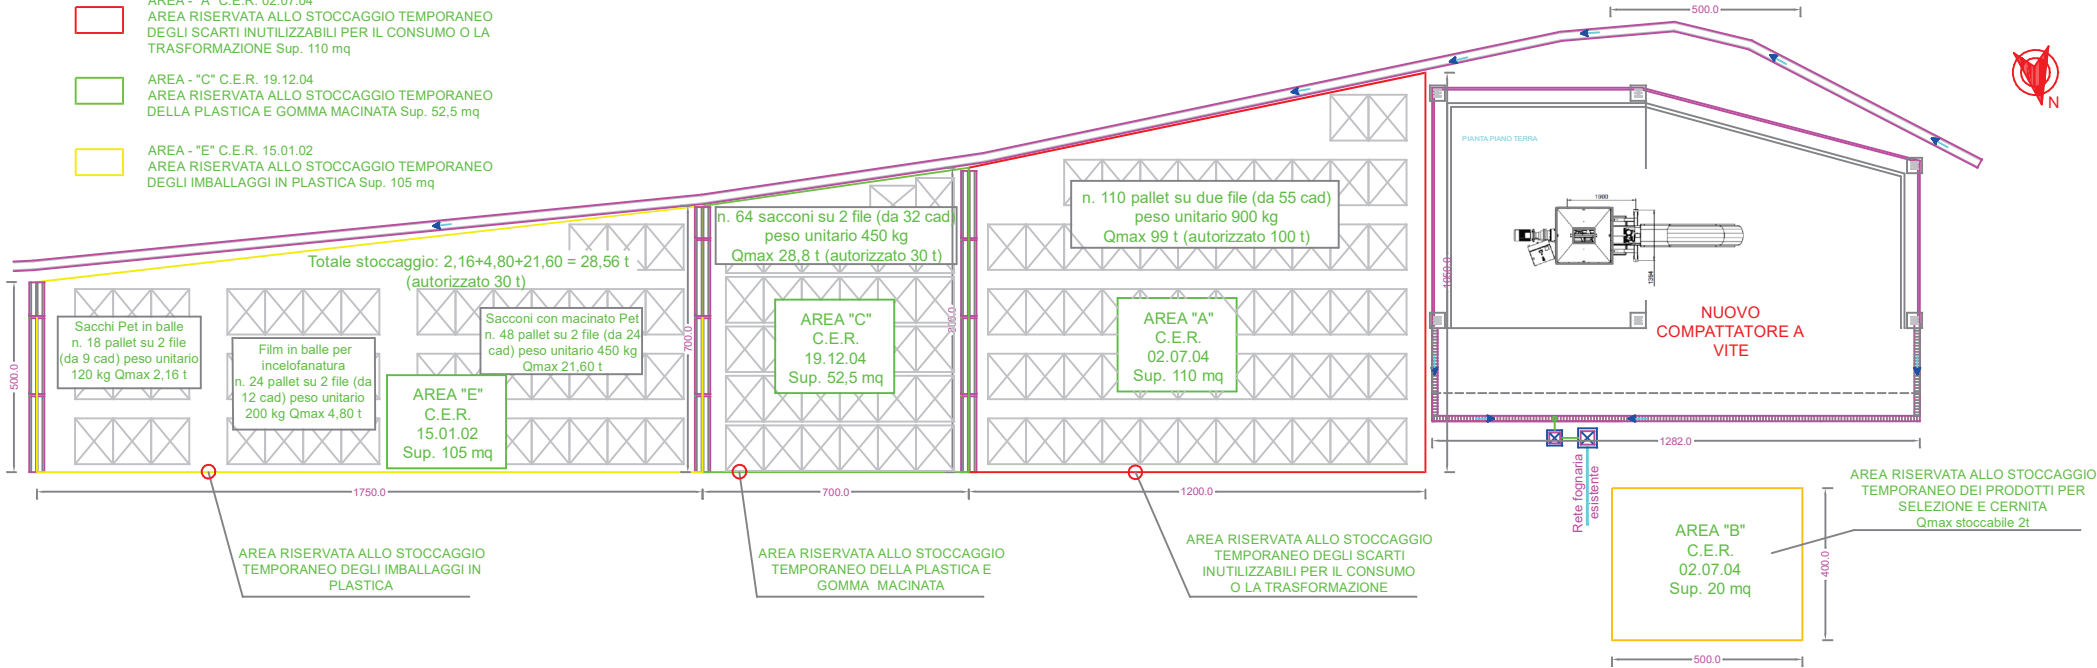 AREA - "A" C.E.R. 02.07.04
AREA RISERVATA ALLO STOCCAGGIO TEMPORANEO
DEGLI SCARTI INUTILIZZABILI PER IL CONSUMO O LA
TRASFORMAZIONE Sup. 110 mq
AREA - "C" C.E.R. 19.12.04
AREA RISERVATA ALLO STOCCAGGIO TEMPORANEO
DELLA PLASTICA E GOMMA MACINATA Sup. 52,5 mq
AREA - "E" C.E.R. 15.01.02
AREA RISERVATA ALLO STOCCAGGIO TEMPORANEO
DEGLI IMBALLAGGI IN PLASTICA Sup. 105 mq
500.0
N
PIANTA PIANO TERRA
n. 110 pallet su due file (da 55 cad)
peso unitario 900 kg
Qmax 99 t (autorizzato 100 t)
n. 64 sacconi su 2 file (da 32 cad)
peso unitario 450 kg
Qmax 28,8 t (autorizzato 30 t)
Totale stoccaggio: 2,16+4,80+21,60 = 28,56 t
(autorizzato 30 t)
Sacchi Pet in balle
n. 18 pallet su 2 file
(da 9 cad) peso unitario
120 kg Qmax 2,16 t
Film in balle per
incelofanatura
n. 24 pallet su 2 file (da
12 cad) peso unitario
200 kg Qmax 4,80 t
Sacconi con macinato Pet
n. 48 pallet su 2 file (da 24
cad) peso unitario 450 kg
Qmax 21,60 t
AREA "E"
C.E.R.
15.01.02
Sup. 105 mq
AREA "C"
C.E.R.
19.12.04
Sup. 52,5 mq
AREA "A"
C.E.R.
02.07.04
Sup. 110 mq
500.0
700.0
800.0
1050.0
1900
1294
NUOVO
COMPATTATORE A
VITE
1282.0
1750.0
700.0
1200.0
Rete fognaria
esistente
AREA RISERVATA ALLO STOCCAGGIO
TEMPORANEO DEGLI IMBALLAGGI IN
PLASTICA
AREA RISERVATA ALLO STOCCAGGIO
TEMPORANEO DELLA PLASTICA E
GOMMA MACINATA
AREA RISERVATA ALLO STOCCAGGIO
TEMPORANEO DEGLI SCARTI
INUTILIZZABILI PER IL CONSUMO
O LA TRASFORMAZIONE
AREA RISERVATA ALLO STOCCAGGIO
TEMPORANEO DEI PRODOTTI PER
SELEZIONE E CERNITA
Qmax stoccabile 2t
AREA "B"
C.E.R.
02.07.04
Sup. 20 mq
400.0
500.0